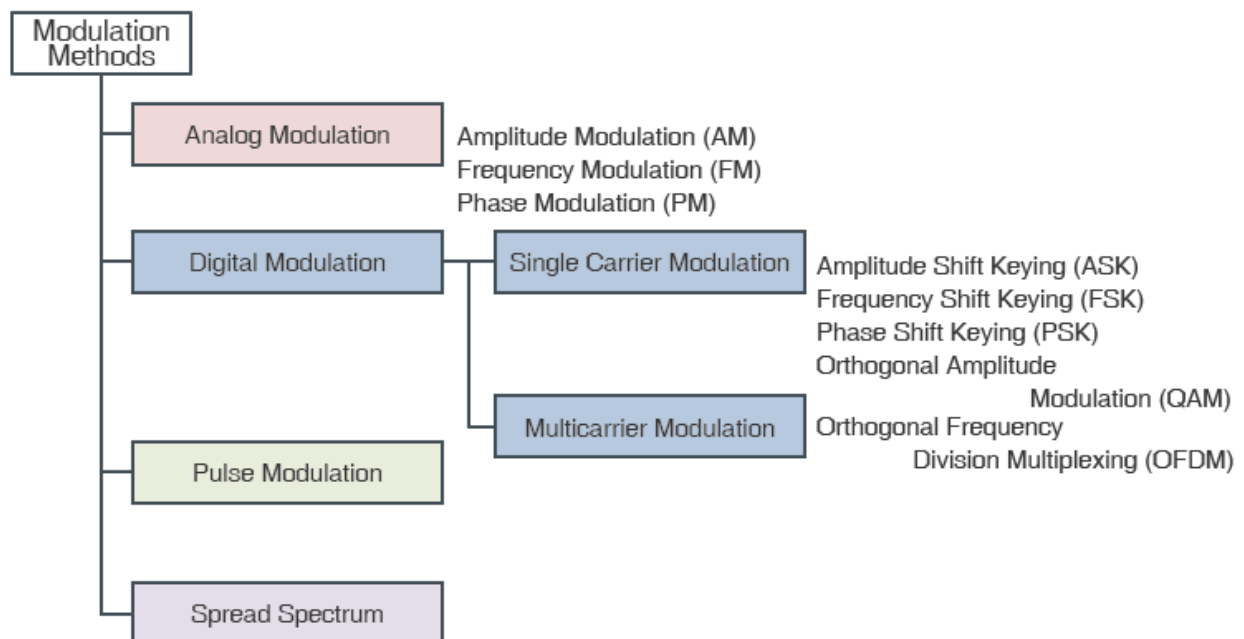 Modulation
Methods
Analog Modulation
Amplitude Modulation (AM)
Frequency Modulation (FM)
Phase Modulation (PM)
Digital Modulation
Single Carrier Modulation
Amplitude Shift Keying (ASK)
Frequency Shift Keying (FSK)
Phase Shift Keying (PSK)
Orthogonal Amplitude
Modulation (QAM)
Multicarrier Modulation
Orthogonal Frequency
Division Multiplexing (OFDM)
Pulse Modulation
Spread Spectrum